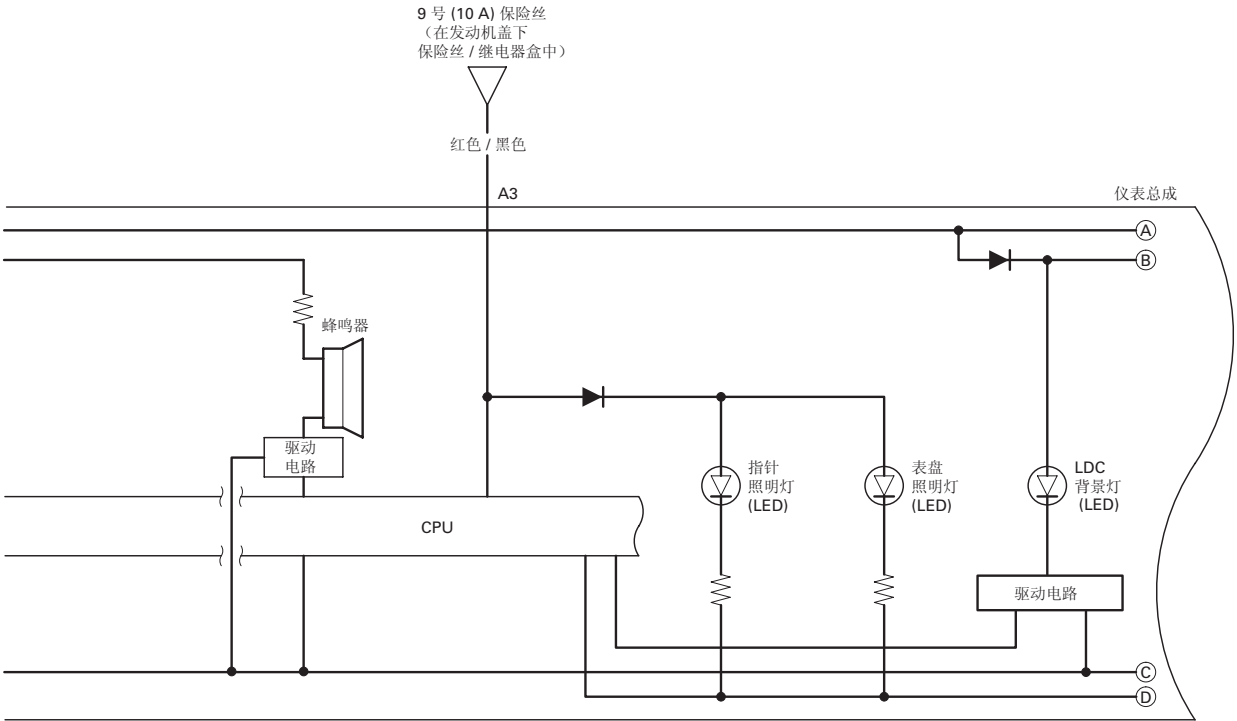 9 号 (10 A) 保险丝
（在发动机盖下
保险丝 / 继电器盒中）
红色 / 黑色
A3
仪表总成
A
B
蜂鸣器
驱动
电路
指针
照明灯
(LED)
表盘
照明灯
(LED)
LDC
背景灯
(LED)
CPU
驱动电路
C
D